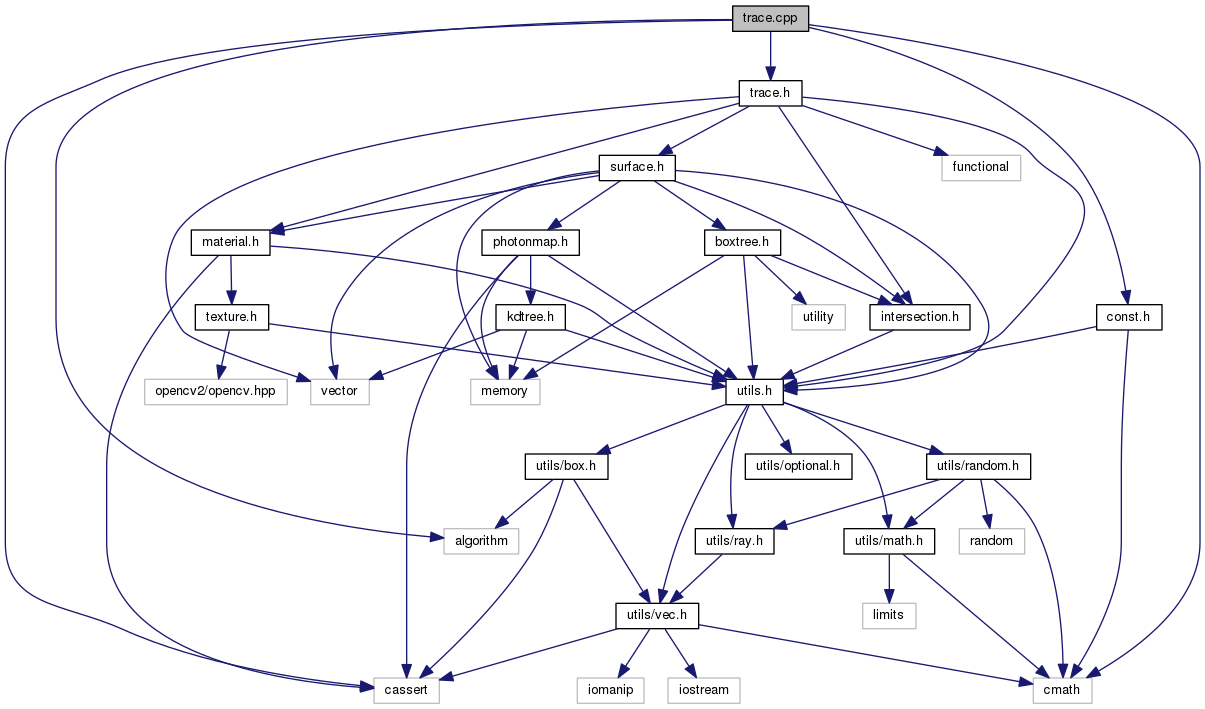 trace.cpp
trace.h
surface.h
functional
material.h
photonmap.h
boxtree.h
texture.h
kdtree.h
utility
intersection.h
const.h
opencv2/opencv.hpp
vector
memory
utils.h
utils/box.h
utils/optional.h
utils/random.h
algorithm
utils/ray.h
utils/math.h
random
utils/vec.h
limits
cassert
iomanip
iostream
cmath